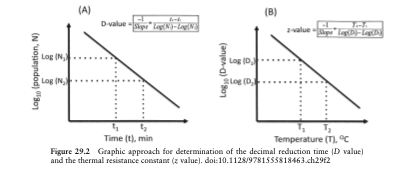 (A)
D-value = -1/Slope = t₂-t₁/Log(N₁)-Log(N₂)
Log₁₀ (population, N)
Log (N₁)
Log (N₂)
t₁ t₂
Time (t), min
(B)
z-value = -1/Slope = T₂-T₁/Log(D₁)-Log(D₂)
Log₁₀ (D-value)
Log (D₁)
Log (D₂)
T₁ T₂
Temperature (T), ⁰C
Figure 29.2 Graphic approach for determination of the decimal reduction time (D value)
and the thermal resistance constant (z value). doi:10.1128/9781555818463.ch29f2